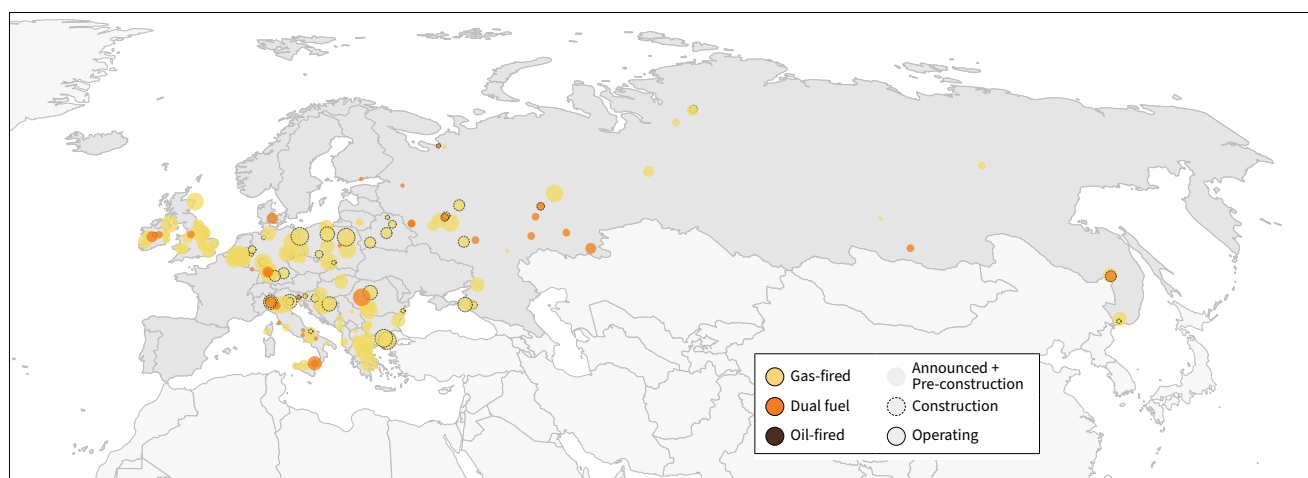 Gas-fired
Dual fuel
Oil-fired
Announced +
Pre-construction
Construction
Operating